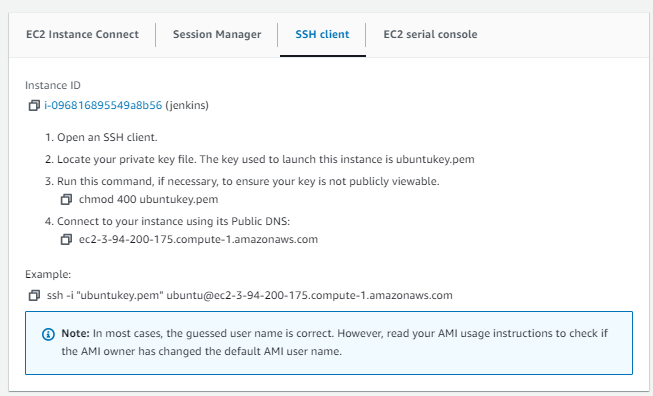 EC2 Instance Connect
Session Manager
SSH client
EC2 serial console
Instance ID
i-096816895549a8b56 (jenkins)
1. Open an SSH client.
2. Locate your private key file. The key used to launch this instance is ubuntukey.pem
3. Run this command, if necessary, to ensure your key is not publicly viewable.
chmod 400 ubuntukey.pem
4. Connect to your instance using its Public DNS:
ec2-3-94-200-175.compute-1.amazonaws.com
Example:
ssh -i "ubuntukey.pem" ubuntu@ec2-3-94-200-175.compute-1.amazonaws.com
Note: In most cases, the guessed user name is correct. However, read your AMI usage instructions to check if
the AMI owner has changed the default AMI user name.